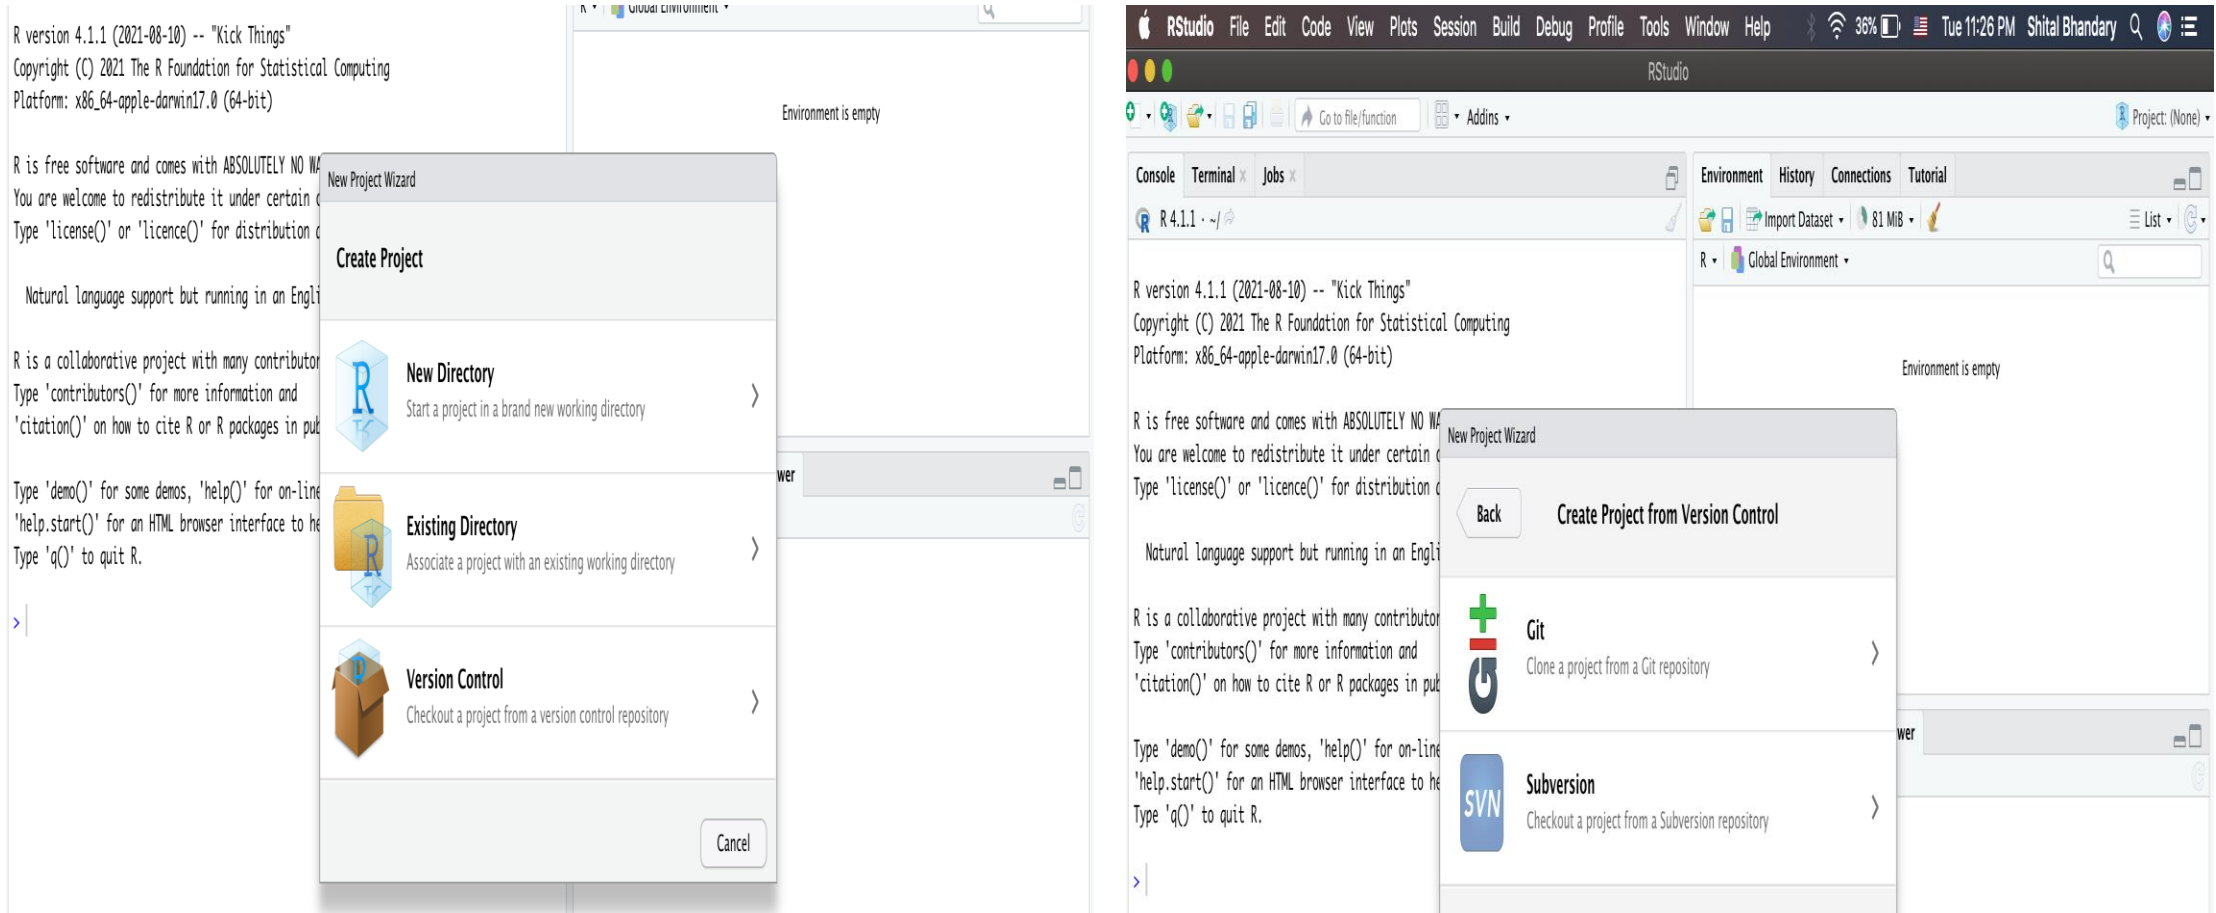 R Global Environment
R version 4.1.1 (2021-08-10) -- "Kick Things"
Copyright (C) 2021 The R Foundation for Statistical Computing
Platform: x86_64-apple-darwin17.0 (64-bit)
Environment is empty
R is free software and comes with ABSOLUTELY NO WA
You are welcome to redistribute it under certain
Type 'license()' or 'licence()' for distribution
Natural language support but running in an Engli
R is a collaborative project with many contributor
Type 'contributors()' for more information and
'citation()' on how to cite R or R packages in pub
Type 'demo()' for some demos, 'help()' for on-line
'help.start()' for an HTML browser interface to he
Type 'q()' to quit R.
>
New Project Wizard
Create Project
New Directory
Start a project in a brand new working directory
Existing Directory
Associate a project with an existing working directory
Version Control
Checkout a project from a version control repository
Cancel
wer
RStudio File Edit Code View Plots Session Build Debug Profile Tools Window Help 36% Tue 11:26 PM Shital Bhandary
RStudio
Go to file/function Addins Project: (None)
Console Terminal Jobs
R 4.1.1 · ~/
Environment History Connections Tutorial
Import Dataset 81 MiB List
R Global Environment
R version 4.1.1 (2021-08-10) -- "Kick Things"
Copyright (C) 2021 The R Foundation for Statistical Computing
Platform: x86_64-apple-darwin17.0 (64-bit)
Environment is empty
R is free software and comes with ABSOLUTELY NO WA
You are welcome to redistribute it under certain
Type 'license()' or 'licence()' for distribution
Natural language support but running in an Engli
R is a collaborative project with many contributor
Type 'contributors()' for more information and
'citation()' on how to cite R or R packages in pub
Type 'demo()' for some demos, 'help()' for on-line
'help.start()' for an HTML browser interface to he
Type 'q()' to quit R.
>
New Project Wizard
Back Create Project from Version Control
Git
Clone a project from a Git repository
SVN
Subversion
Checkout a project from a Subversion repository
wer